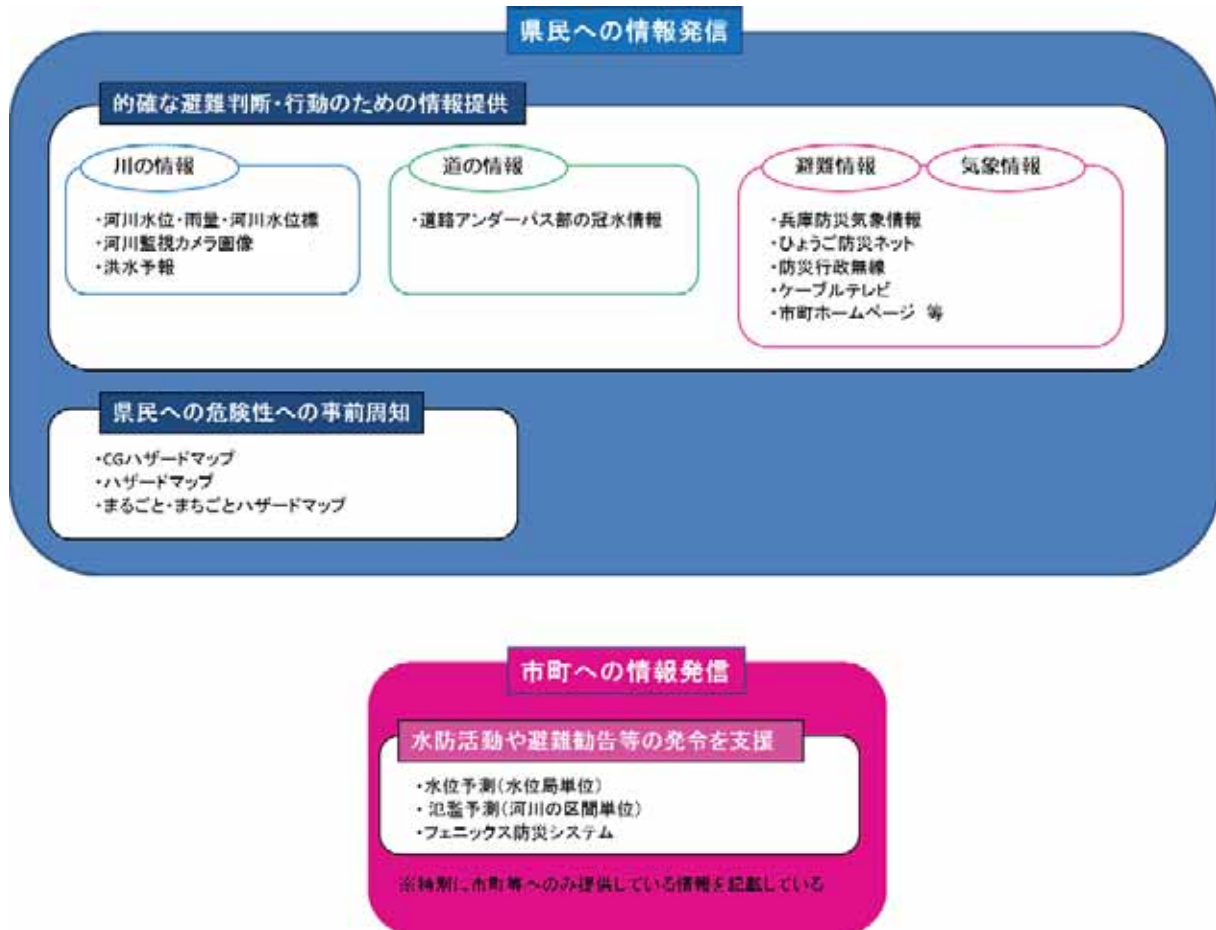 県民への情報発信
的確な避難判断・行動のための情報提供
川の情報
・河川水位・雨量・河川水位標
・河川監視カメラ画像
・洪水予報
道の情報
・道路アンダーパス部の冠水情報
避難情報
気象情報
・兵庫防災気象情報
・ひょうご防災ネット
・防災行政無線
・ケーブルテレビ
・市町ホームページ 等
県民への危険性への事前周知
・CGハザードマップ
・ハザードマップ
・まるごと・まちごとハザードマップ
市町への情報発信
水防活動や避難勧告等の発令を支援
・水位予測(水位局単位)
・氾濫予測(河川の区間単位)
・フェニックス防災システム
※特別に市町等へのみ提供している情報を記載している